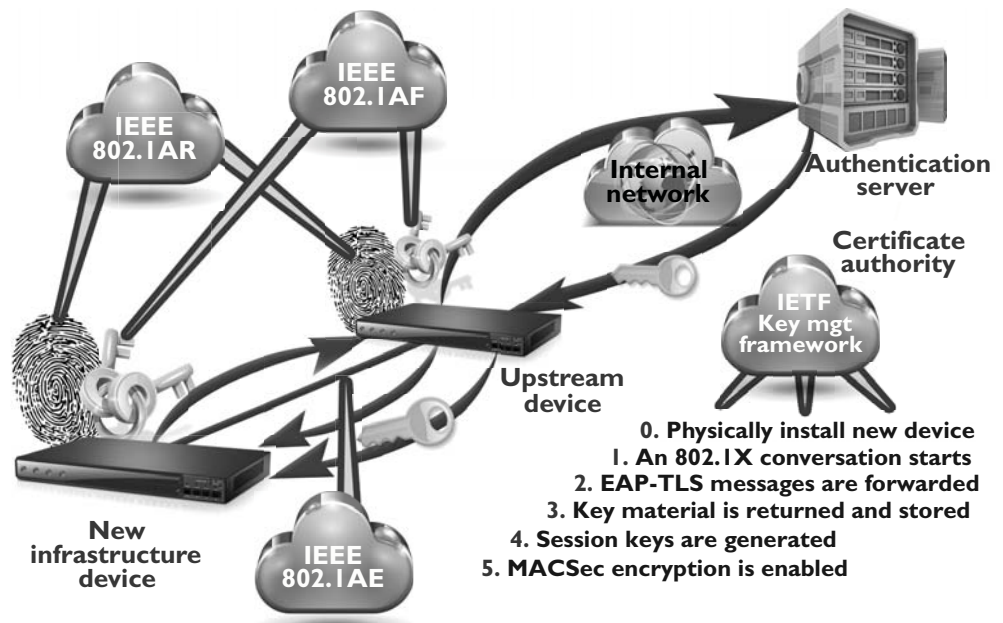 IEEE
802.1AF
IEEE
802.1AR
Internal
network
Authentication
server
Certificate
authority
IETF
Key mgt
framework
Upstream
device
0. Physically install new device
1. An 802.1X conversation starts
2. EAP-TLS messages are forwarded
3. Key material is returned and stored
4. Session keys are generated
5. MACSec encryption is enabled
New
infrastructure
device
IEEE
802.1AE